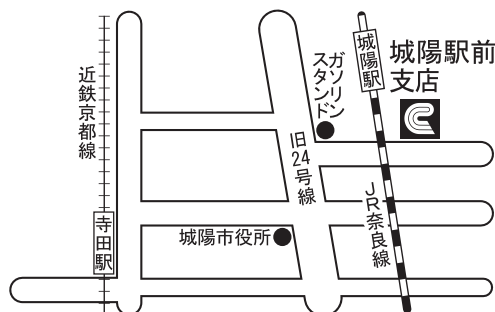 近鉄京都線
寺田駅
ガソリン
スタンド
旧24号線
城陽市役所
城陽駅
JR奈良線
城陽駅前
支店